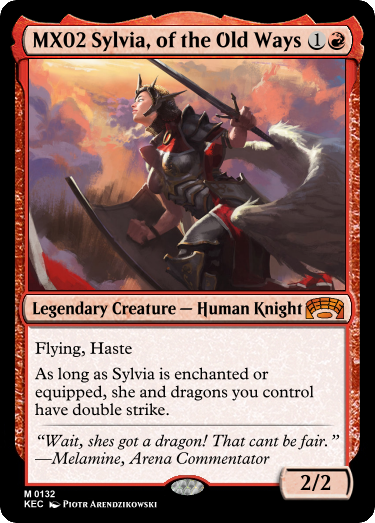 MX02 Sylvia, of the Old Ways 1
Legendary Creature — Human Knight
Flying, Haste
As long as Sylvia is enchanted or
equipped, she and dragons you control
have double strike.
“Wait, shes got a dragon! That cant be fair.”
—Melamine, Arena Commentator
2/2
M 0132
KEC Piotr Arendzikowski